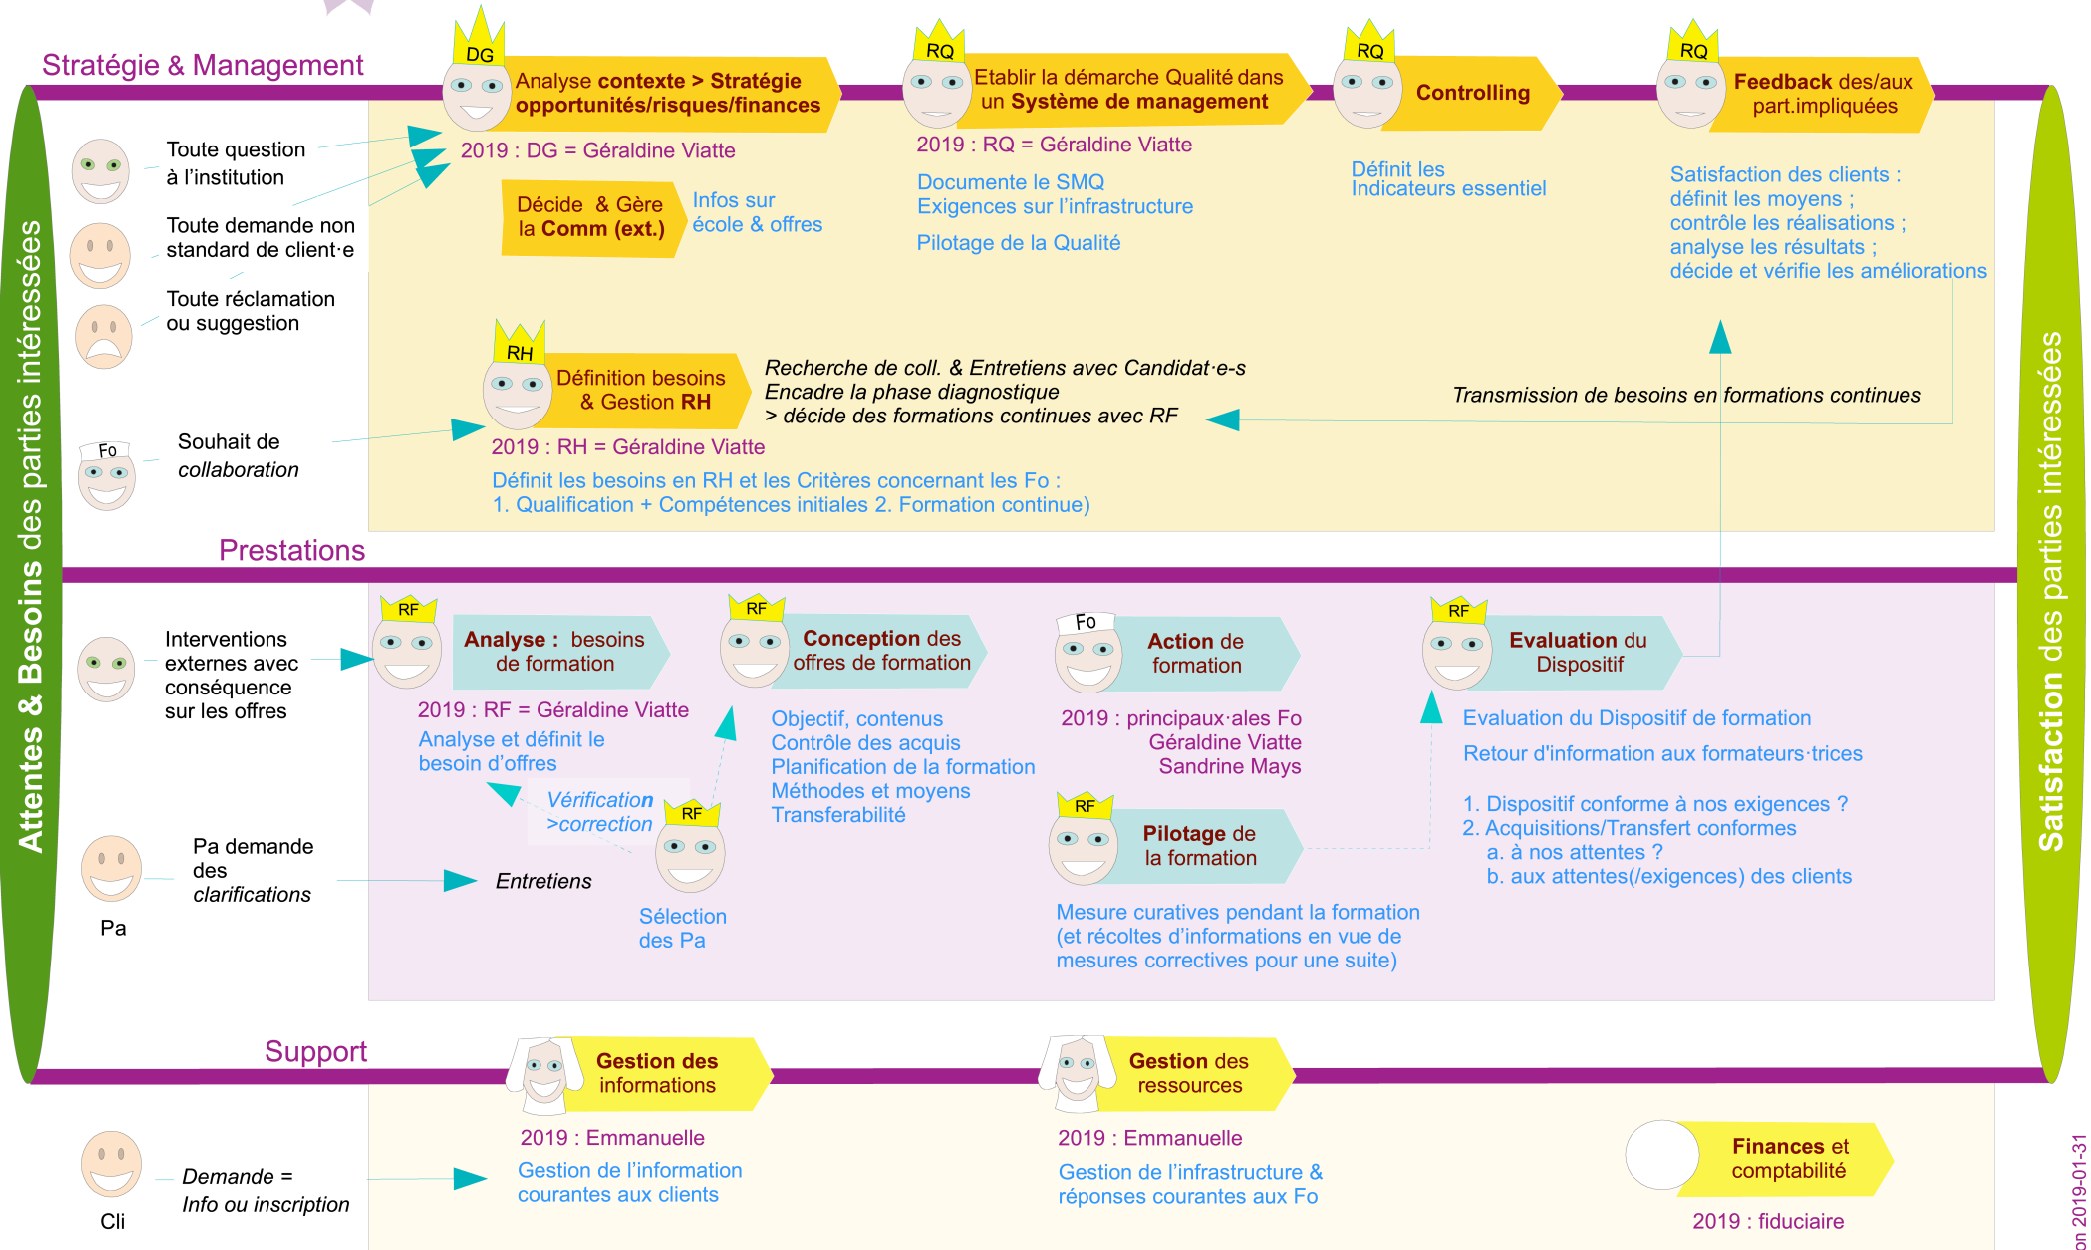 Stratégie & Management
DG
Analyse contexte > Stratégie
opportunités/risques/finances
2019 : DG = Géraldine Viatte
Décide & Gère
la Comm (ext.)
Infos sur
école & offres
RQ
Etablir la démarche Qualité dans
un Système de management
2019 : RQ = Géraldine Viatte
Documente le SMQ
Exigences sur l'infrastructure
Pilotage de la Qualité
RQ
Controlling
Définit les
Indicateurs essentiel
RQ
Feedback des/aux
part.impliquées
Satisfaction des clients :
définit les moyens ;
contrôle les réalisations ;
analyse les résultats ;
décide et vérifie les améliorations
Toute question
à l'institution
Toute demande non
standard de client·e
Toute réclamation
ou suggestion
Fo
Souhait de
collaboration
RH
Définition besoins
& Gestion RH
Recherche de coll. & Entretiens avec Candidat·e-s
Encadre la phase diagnostique
> décide des formations continues avec RF
Transmission de besoins en formations continues
2019 : RH = Géraldine Viatte
Définit les besoins en RH et les Critères concernant les Fo :
1. Qualification + Compétences initiales 2. Formation continue)
Attentes & Besoins des parties intéressées
Satisfaction des parties intéressées
Prestations
Interventions
externes avec
conséquence
sur les offres
RF
Analyse : besoins
de formation
2019 : RF = Géraldine Viatte
Analyse et définit le
besoin d'offres
Vérification
>correction
RF
Conception des
offres de formation
Objectif, contenus
Contrôle des acquis
Planification de la formation
Méthodes et moyens
Transferabilité
Fo
Action de
formation
2019 : principaux·ales Fo
Géraldine Viatte
Sandrine Mays
RF
Evaluation du
Dispositif
Evaluation du Dispositif de formation
Retour d'information aux formateurs·trices
1. Dispositif conforme à nos exigences ?
2. Acquisitions/Transfert conformes
a. à nos attentes ?
b. aux attentes(/exigences) des clients
Pa demande
des
clarifications
Pa
Entretiens
RF
Sélection
des Pa
RF
Pilotage de
la formation
Mesure curatives pendant la formation
(et récoltes d'informations en vue de
mesures correctives pour une suite)
Support
Gestion des
informations
2019 : Emmanuelle
Gestion de l'information
courantes aux clients
Gestion des
ressources
2019 : Emmanuelle
Gestion de l'infrastructure &
réponses courantes aux Fo
Finances et
comptabilité
2019 : fiduciaire
Demande =
Info ou inscription
Cli
on 2019-01-31